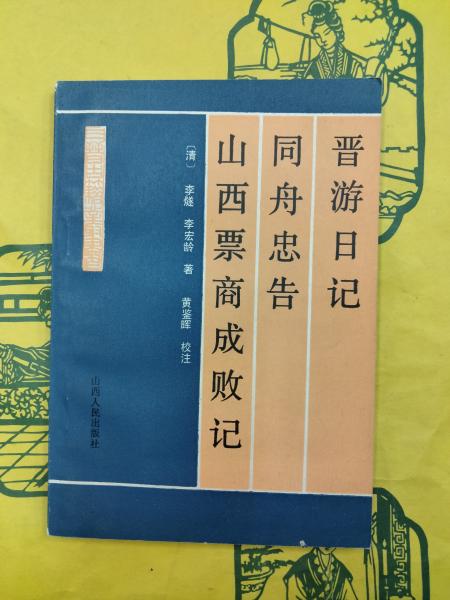 晋游日记
同舟忠告
山西票商成败记
〔清〕 李燧 李宏龄 著 黄鉴晖 校注
山西人民出版社